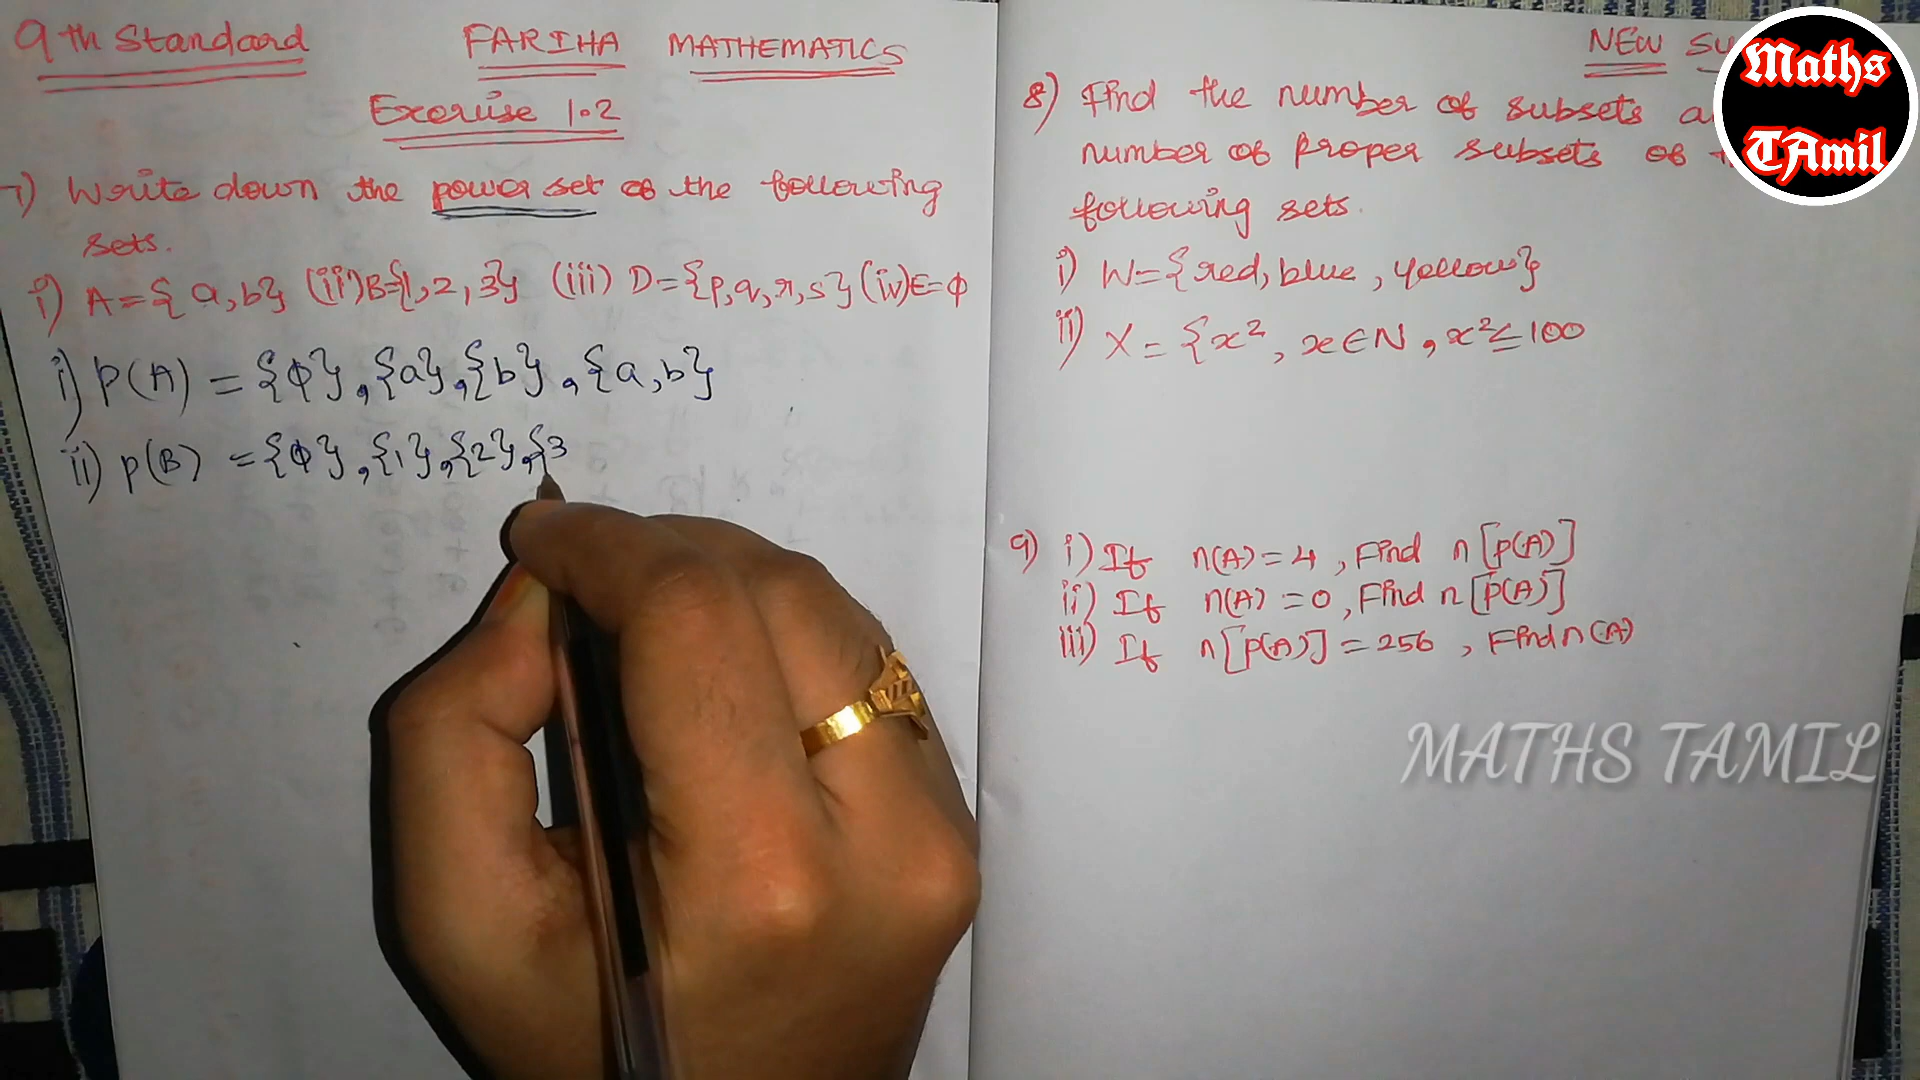 9th Standard FARIHA MATHEMATICS
Exercise 1.2
7) Write down the power set of the following
sets.
i) A={a,b} (ii)B={1,2,3} (iii) D={p,q,r,s} (iv)E=ϕ
i) P(A) = {ϕ},{a},{b},{a,b}
ii) P(B) = {ϕ},{1},{2},{3
NEW
8) Find the number of subsets
number of proper subsets of
following sets.
i) W={red, blue, yellow}
ii) X = {x², x∈N, x²≤100
9) i) If n(A)=4, Find n[P(A)]
ii) If n(A)=0, Find n[P(A)]
iii) If n[P(A)]=256, Find n(A)
Maths
TAmil
MATHS TAMIL